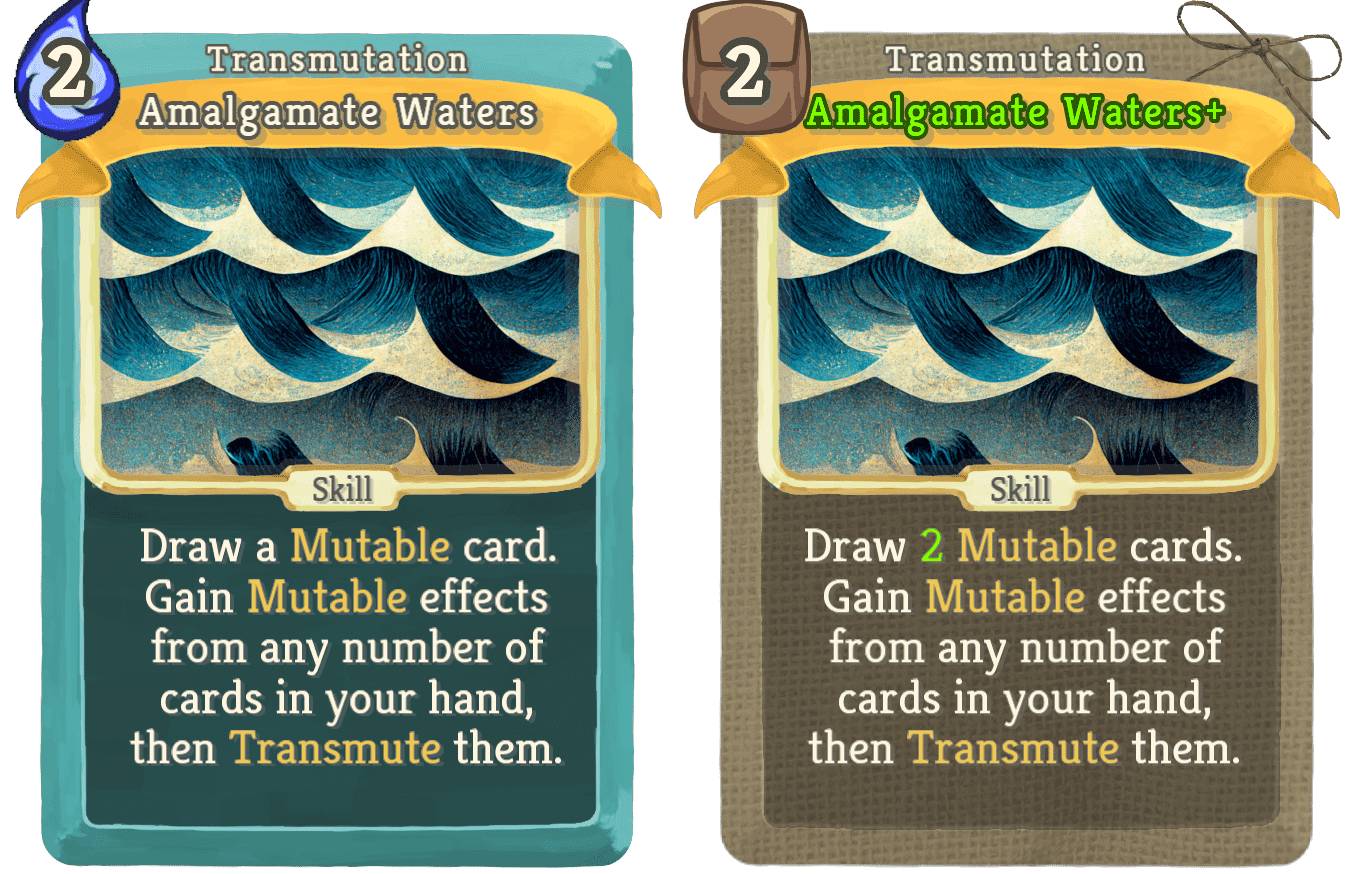 2
Transmutation
Amalgamate Waters
Skill
Draw a Mutable card.
Gain Mutable effects
from any number of
cards in your hand,
then Transmute them.
2
Transmutation
Amalgamate Waters+
Skill
Draw 2 Mutable cards.
Gain Mutable effects
from any number of
cards in your hand,
then Transmute them.